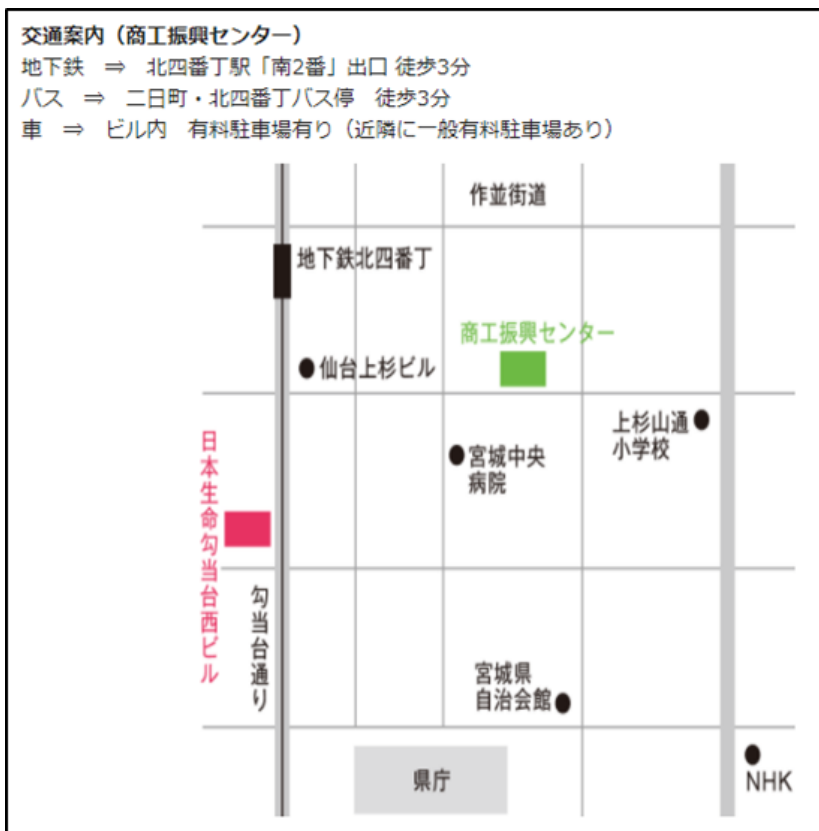 交通案内（商工振興センター）
地下鉄　⇒　北四番丁駅「南2番」出口 徒歩3分
バス　⇒　二日町・北四番丁バス停　徒歩3分
車　⇒　ビル内　有料駐車場有り（近隣に一般有料駐車場あり）
作並街道
地下鉄北四番丁
商工振興センター
仙台上杉ビル
上杉山通
小学校
日本生命勾当台西ビル
宮城中央
病院
勾当台通り
宮城県
自治会館
県庁
NHK